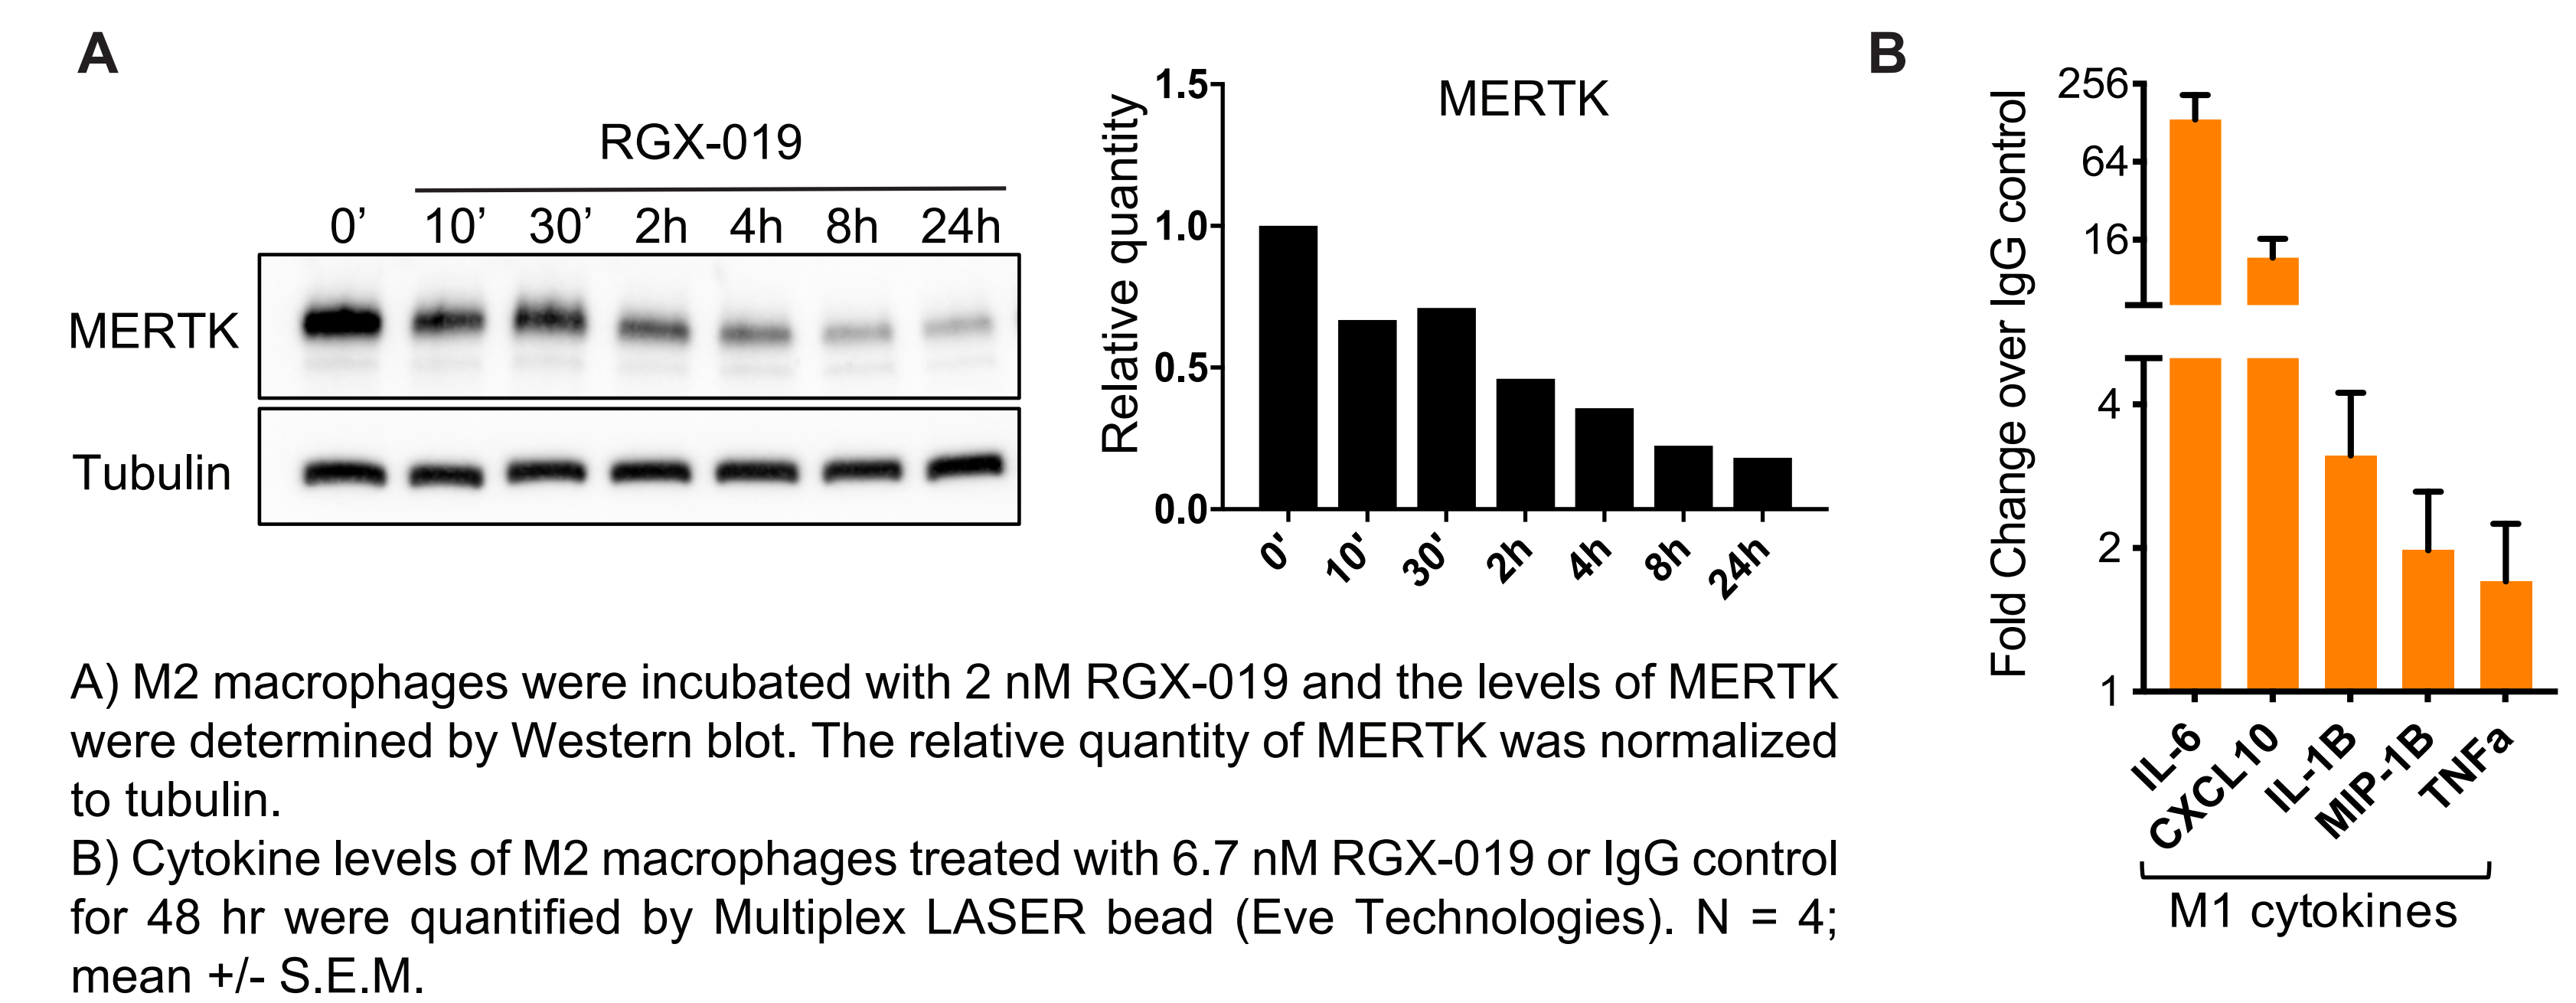 A
RGX-019
0’ 10’ 30’ 2h 4h 8h 24h
MERTK
Tubulin
MERTK
Relative quantity
1.5
1.0
0.5
0.0
0' 10' 30' 2h 4h 8h 24h
B
Fold Change over IgG control
256
64
16
4
2
1
IL-6 CXCL10 IL-1B MIP-1B TNFa
M1 cytokines
A) M2 macrophages were incubated with 2 nM RGX-019 and the levels of MERTK
were determined by Western blot. The relative quantity of MERTK was normalized
to tubulin.
B) Cytokine levels of M2 macrophages treated with 6.7 nM RGX-019 or IgG control
for 48 hr were quantified by Multiplex LASER bead (Eve Technologies). N = 4;
mean +/- S.E.M.